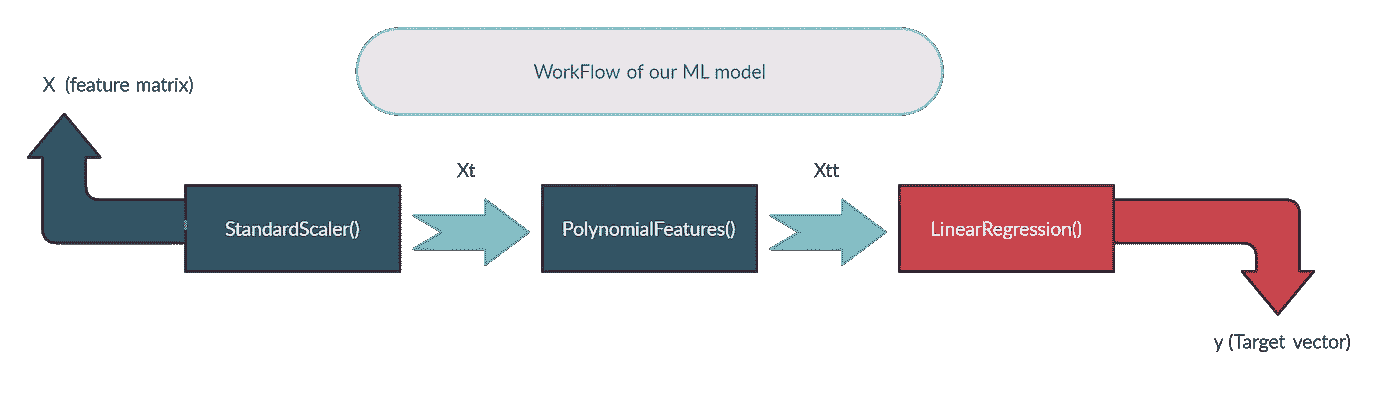 WorkFlow of our ML model
X (feature matrix)
Xt
Xtt
StandardScaler()
PolynomialFeatures()
LinearRegression()
y (Target vector)